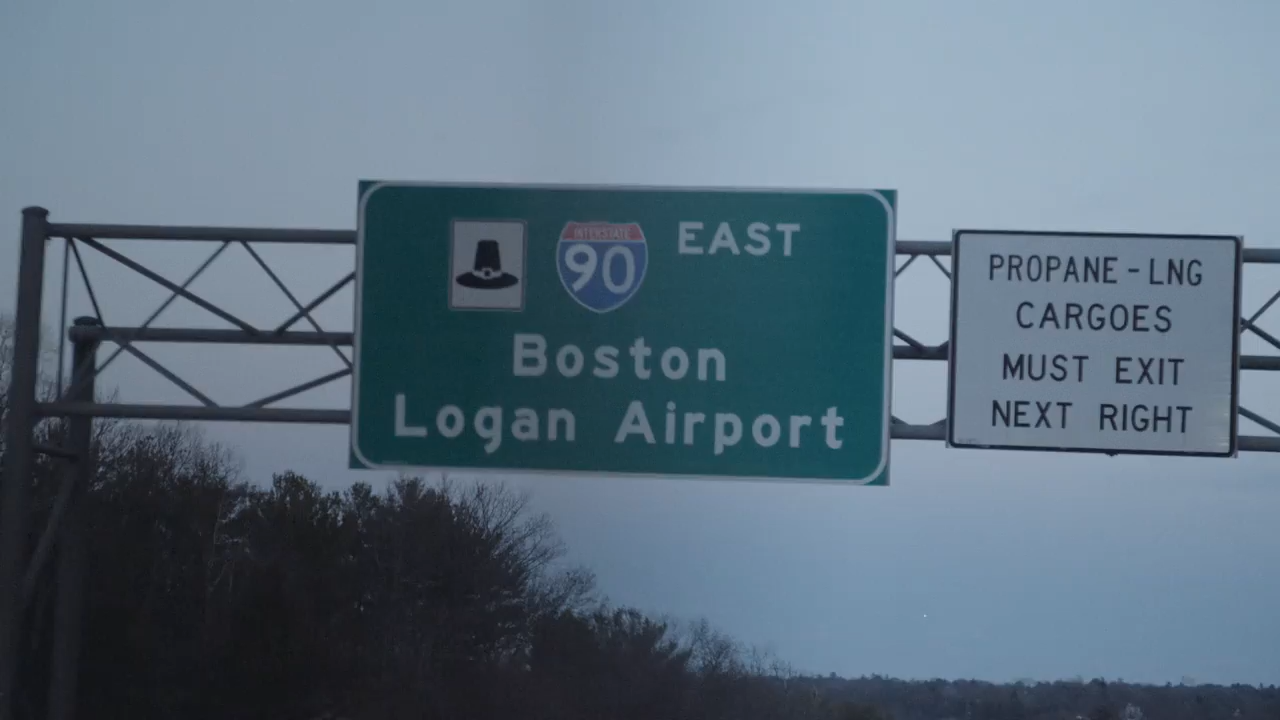 INTERSTATE
90
EAST
Boston
Logan Airport
PROPANE - LNG
CARGOES
MUST EXIT
NEXT RIGHT